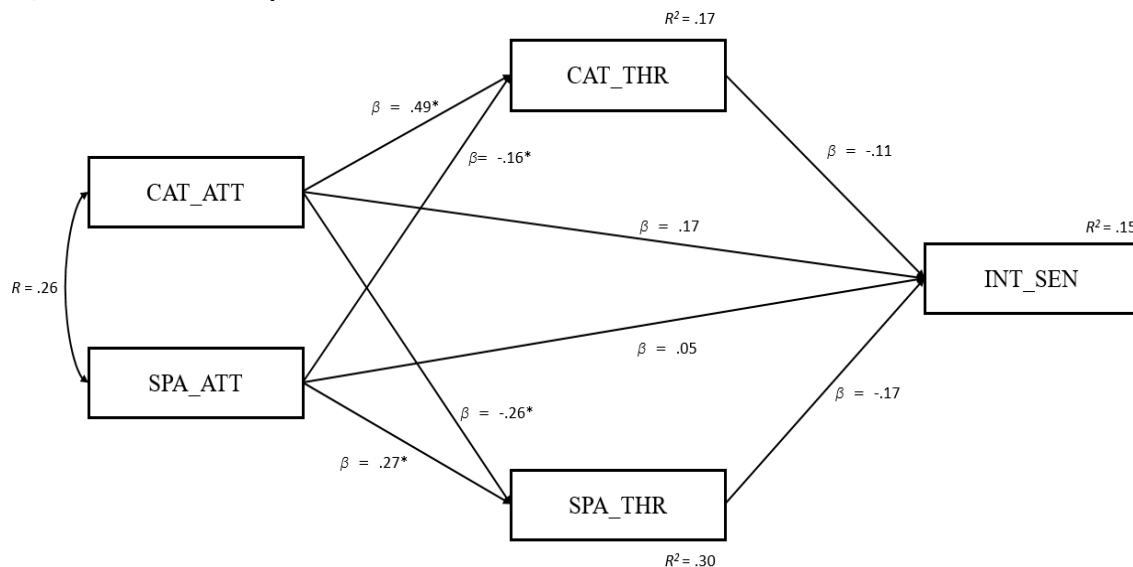 R² = .17
CAT_THR
β = .49*
β= -.16*
β = -.11
CAT_ATT
β = .17
R² = .15
INT_SEN
R = .26
β = .05
SPA_ATT
β = -.17
β = -.26*
β = .27*
SPA_THR
R² = .30